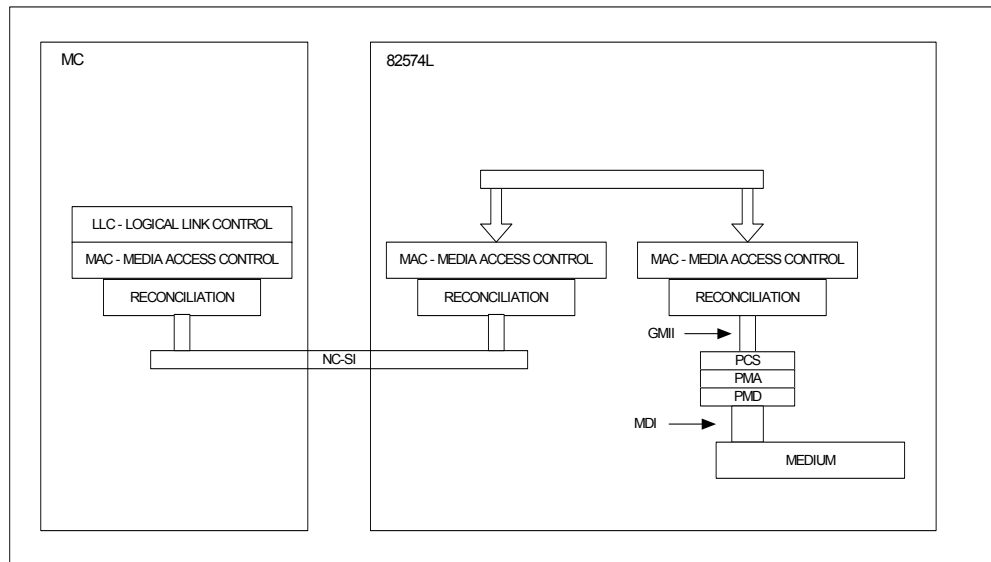 MC
82574L
LLC - LOGICAL LINK CONTROL
MAC - MEDIA ACCESS CONTROL
MAC - MEDIA ACCESS CONTROL
MAC - MEDIA ACCESS CONTROL
RECONCILIATION
RECONCILIATION
RECONCILIATION
GMII
NC-SI
PCS
PMA
PMD
MDI
MEDIUM